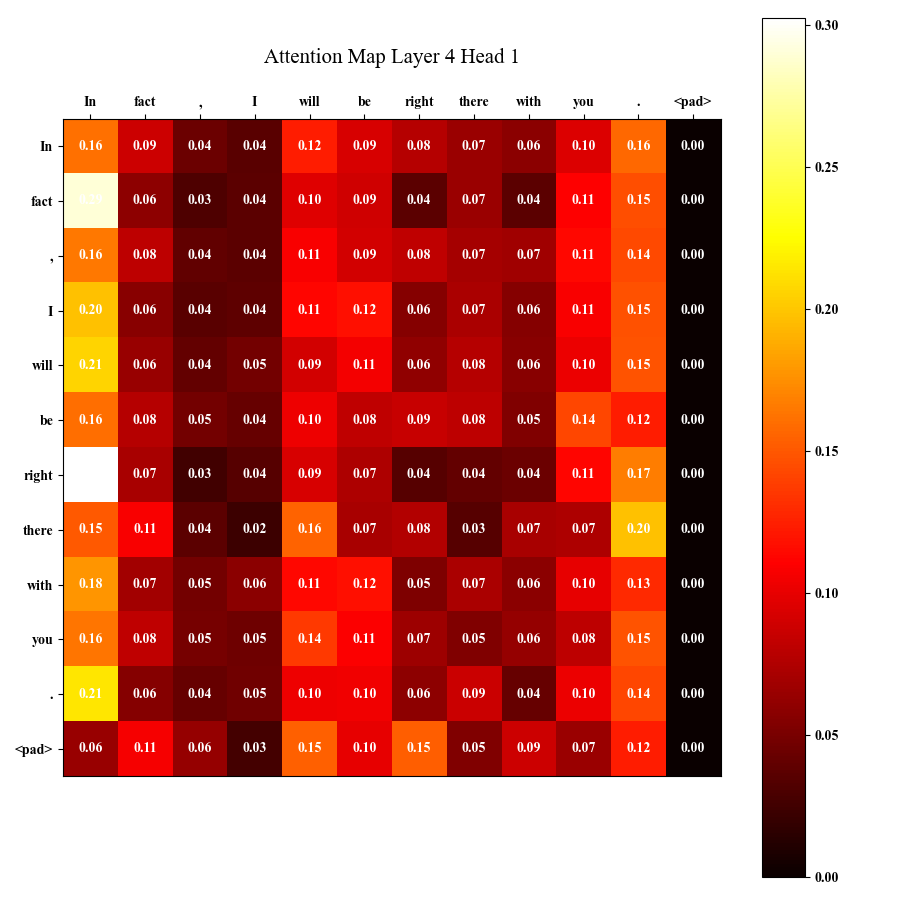 Attention Map Layer 4 Head 1
In fact , I will be right there with you . <pad>
In 0.16 0.09 0.04 0.04 0.12 0.09 0.08 0.07 0.06 0.10 0.16 0.00
fact 0.06 0.03 0.04 0.10 0.09 0.04 0.07 0.04 0.11 0.15 0.00
, 0.16 0.08 0.04 0.04 0.11 0.09 0.08 0.07 0.07 0.11 0.14 0.00
I 0.20 0.06 0.04 0.04 0.11 0.12 0.06 0.07 0.06 0.11 0.15 0.00
will 0.21 0.06 0.04 0.05 0.09 0.11 0.06 0.08 0.06 0.10 0.15 0.00
be 0.16 0.08 0.05 0.04 0.10 0.08 0.09 0.08 0.05 0.14 0.12 0.00
right 0.07 0.03 0.04 0.09 0.07 0.04 0.04 0.04 0.11 0.17 0.00
there 0.15 0.11 0.04 0.02 0.16 0.07 0.08 0.03 0.07 0.07 0.20 0.00
with 0.18 0.07 0.05 0.06 0.11 0.12 0.05 0.07 0.06 0.10 0.13 0.00
you 0.16 0.08 0.05 0.05 0.14 0.11 0.07 0.05 0.06 0.08 0.15 0.00
. 0.21 0.06 0.04 0.05 0.10 0.10 0.06 0.09 0.04 0.10 0.14 0.00
<pad> 0.06 0.11 0.06 0.03 0.15 0.10 0.15 0.05 0.09 0.07 0.12 0.00
0.30
0.25
0.20
0.15
0.10
0.05
0.00